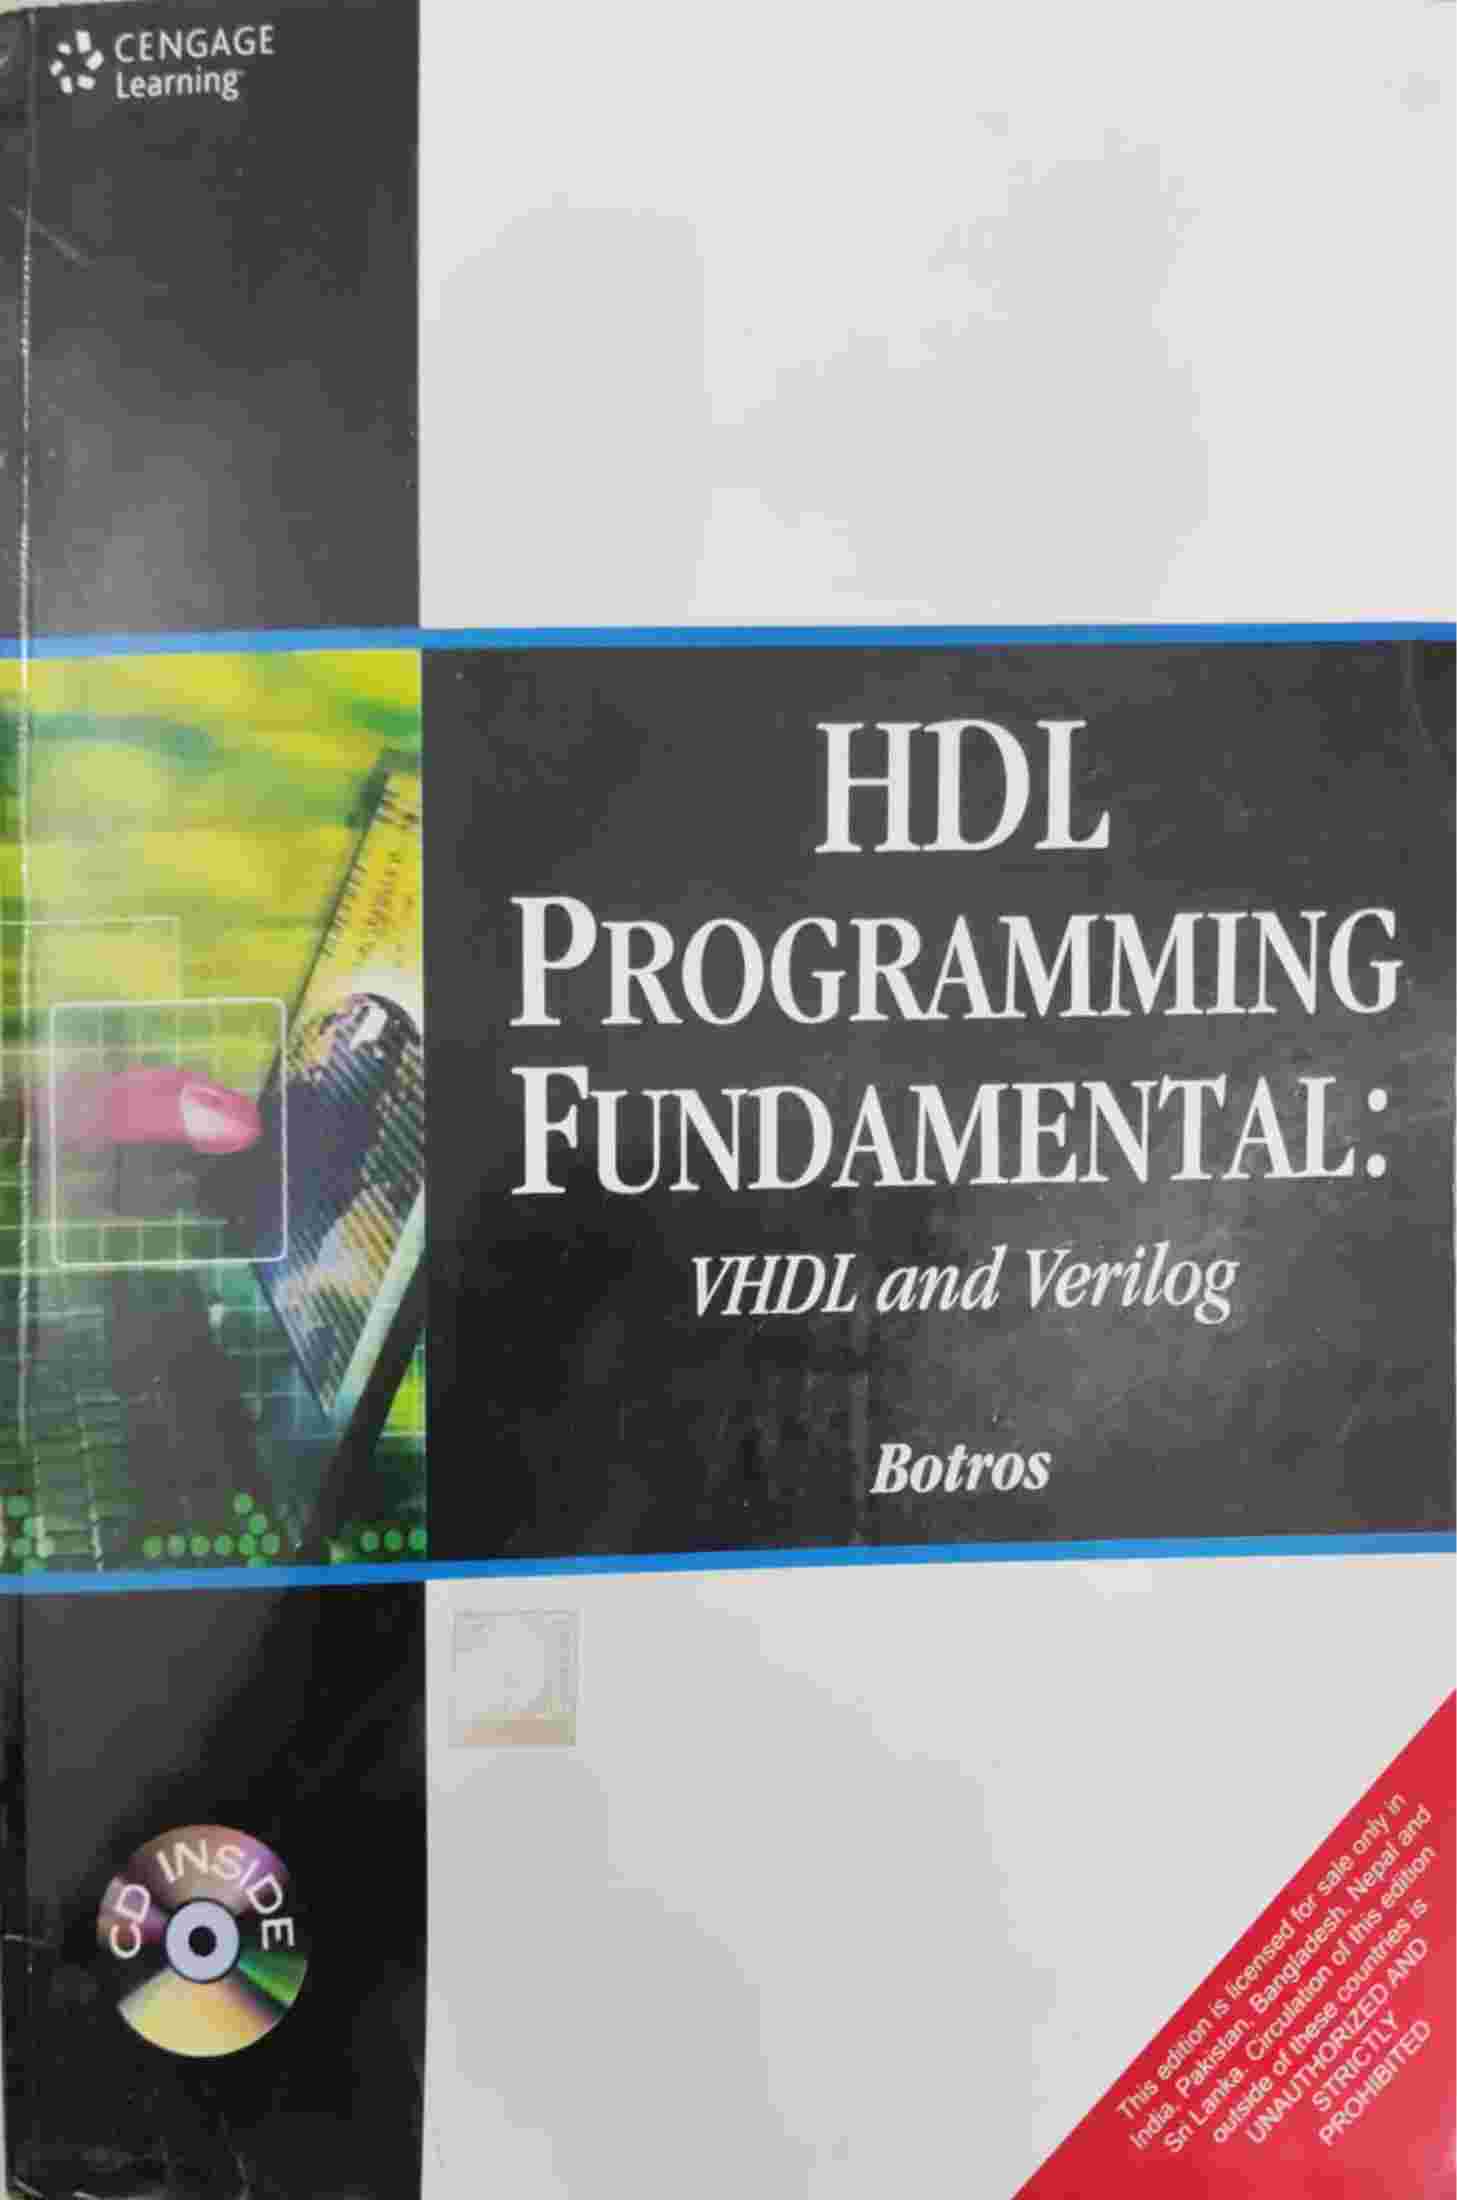 CENGAGE
Learning
HDL
PROGRAMMING
FUNDAMENTAL:
VHDL and Verilog
Botros
CD INSIDE
This edition is licensed for sale only in
India, Pakistan, Bangladesh, Nepal and
Sri Lanka. Circulation of this edition
outside of these countries is
UNAUTHORIZED AND
STRICTLY
PROHIBITED